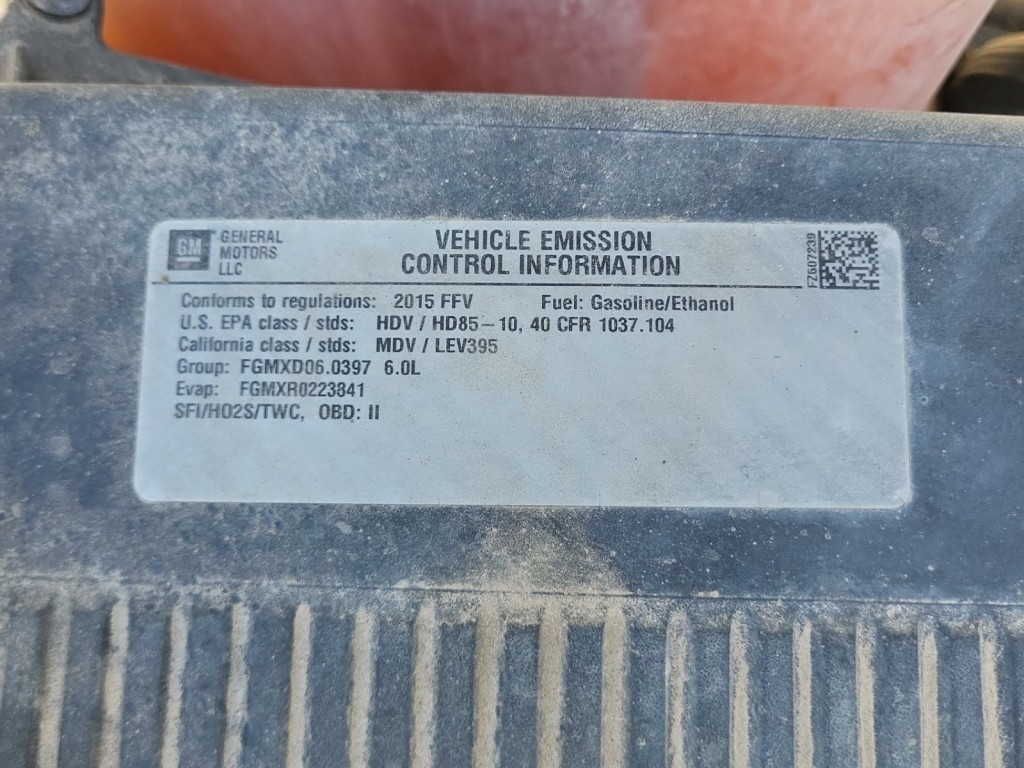 GM GENERAL
MOTORS
LLC
VEHICLE EMISSION
CONTROL INFORMATION
FZ607239
Conforms to regulations: 2015 FFV Fuel: Gasoline/Ethanol
U.S. EPA class / stds: HDV / HD85-10, 40 CFR 1037.104
California class / stds: MDV / LEV395
Group: FGMXD06.0397 6.0L
Evap: FGMXR0223841
SFI/HO2S/TWC, OBD: II